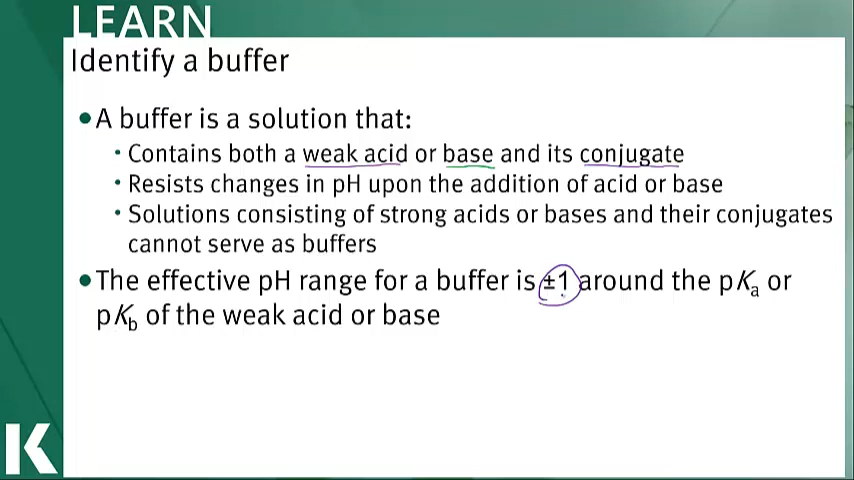 LEARN
Identify a buffer
•A buffer is a solution that:
• Contains both a weak acid or base and its conjugate
• Resists changes in pH upon the addition of acid or base
• Solutions consisting of strong acids or bases and their conjugates
cannot serve as buffers
•The effective pH range for a buffer is ±1 around the pKa or
pKb of the weak acid or base
K